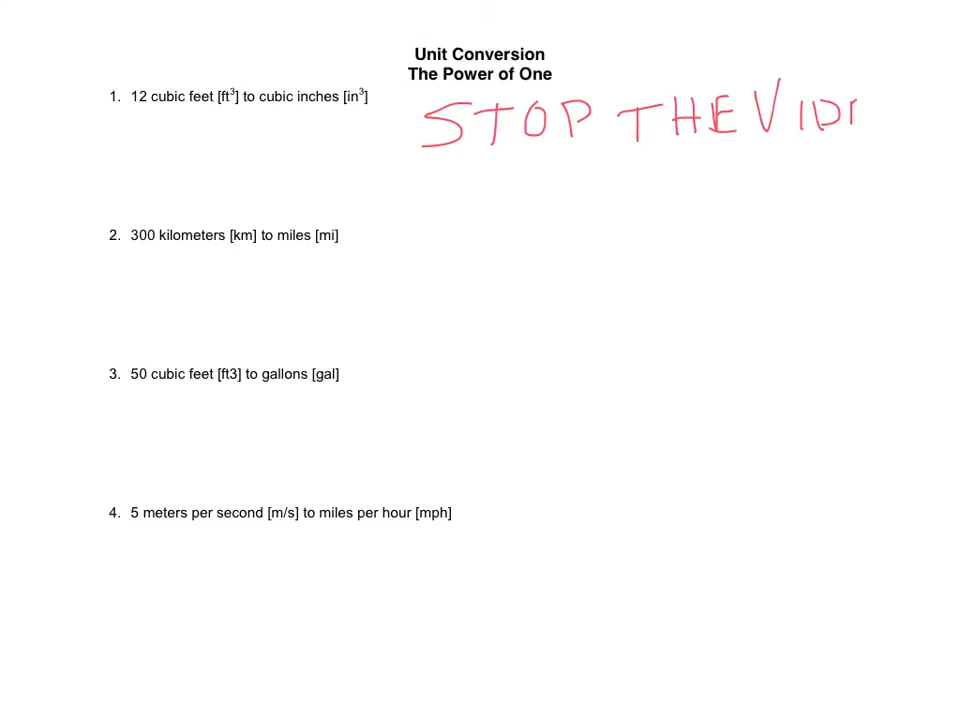 Unit Conversion
The Power of One
1. 12 cubic feet [ft³] to cubic inches [in³]
STOP THE VID
2. 300 kilometers [km] to miles [mi]
3. 50 cubic feet [ft3] to gallons [gal]
4. 5 meters per second [m/s] to miles per hour [mph]